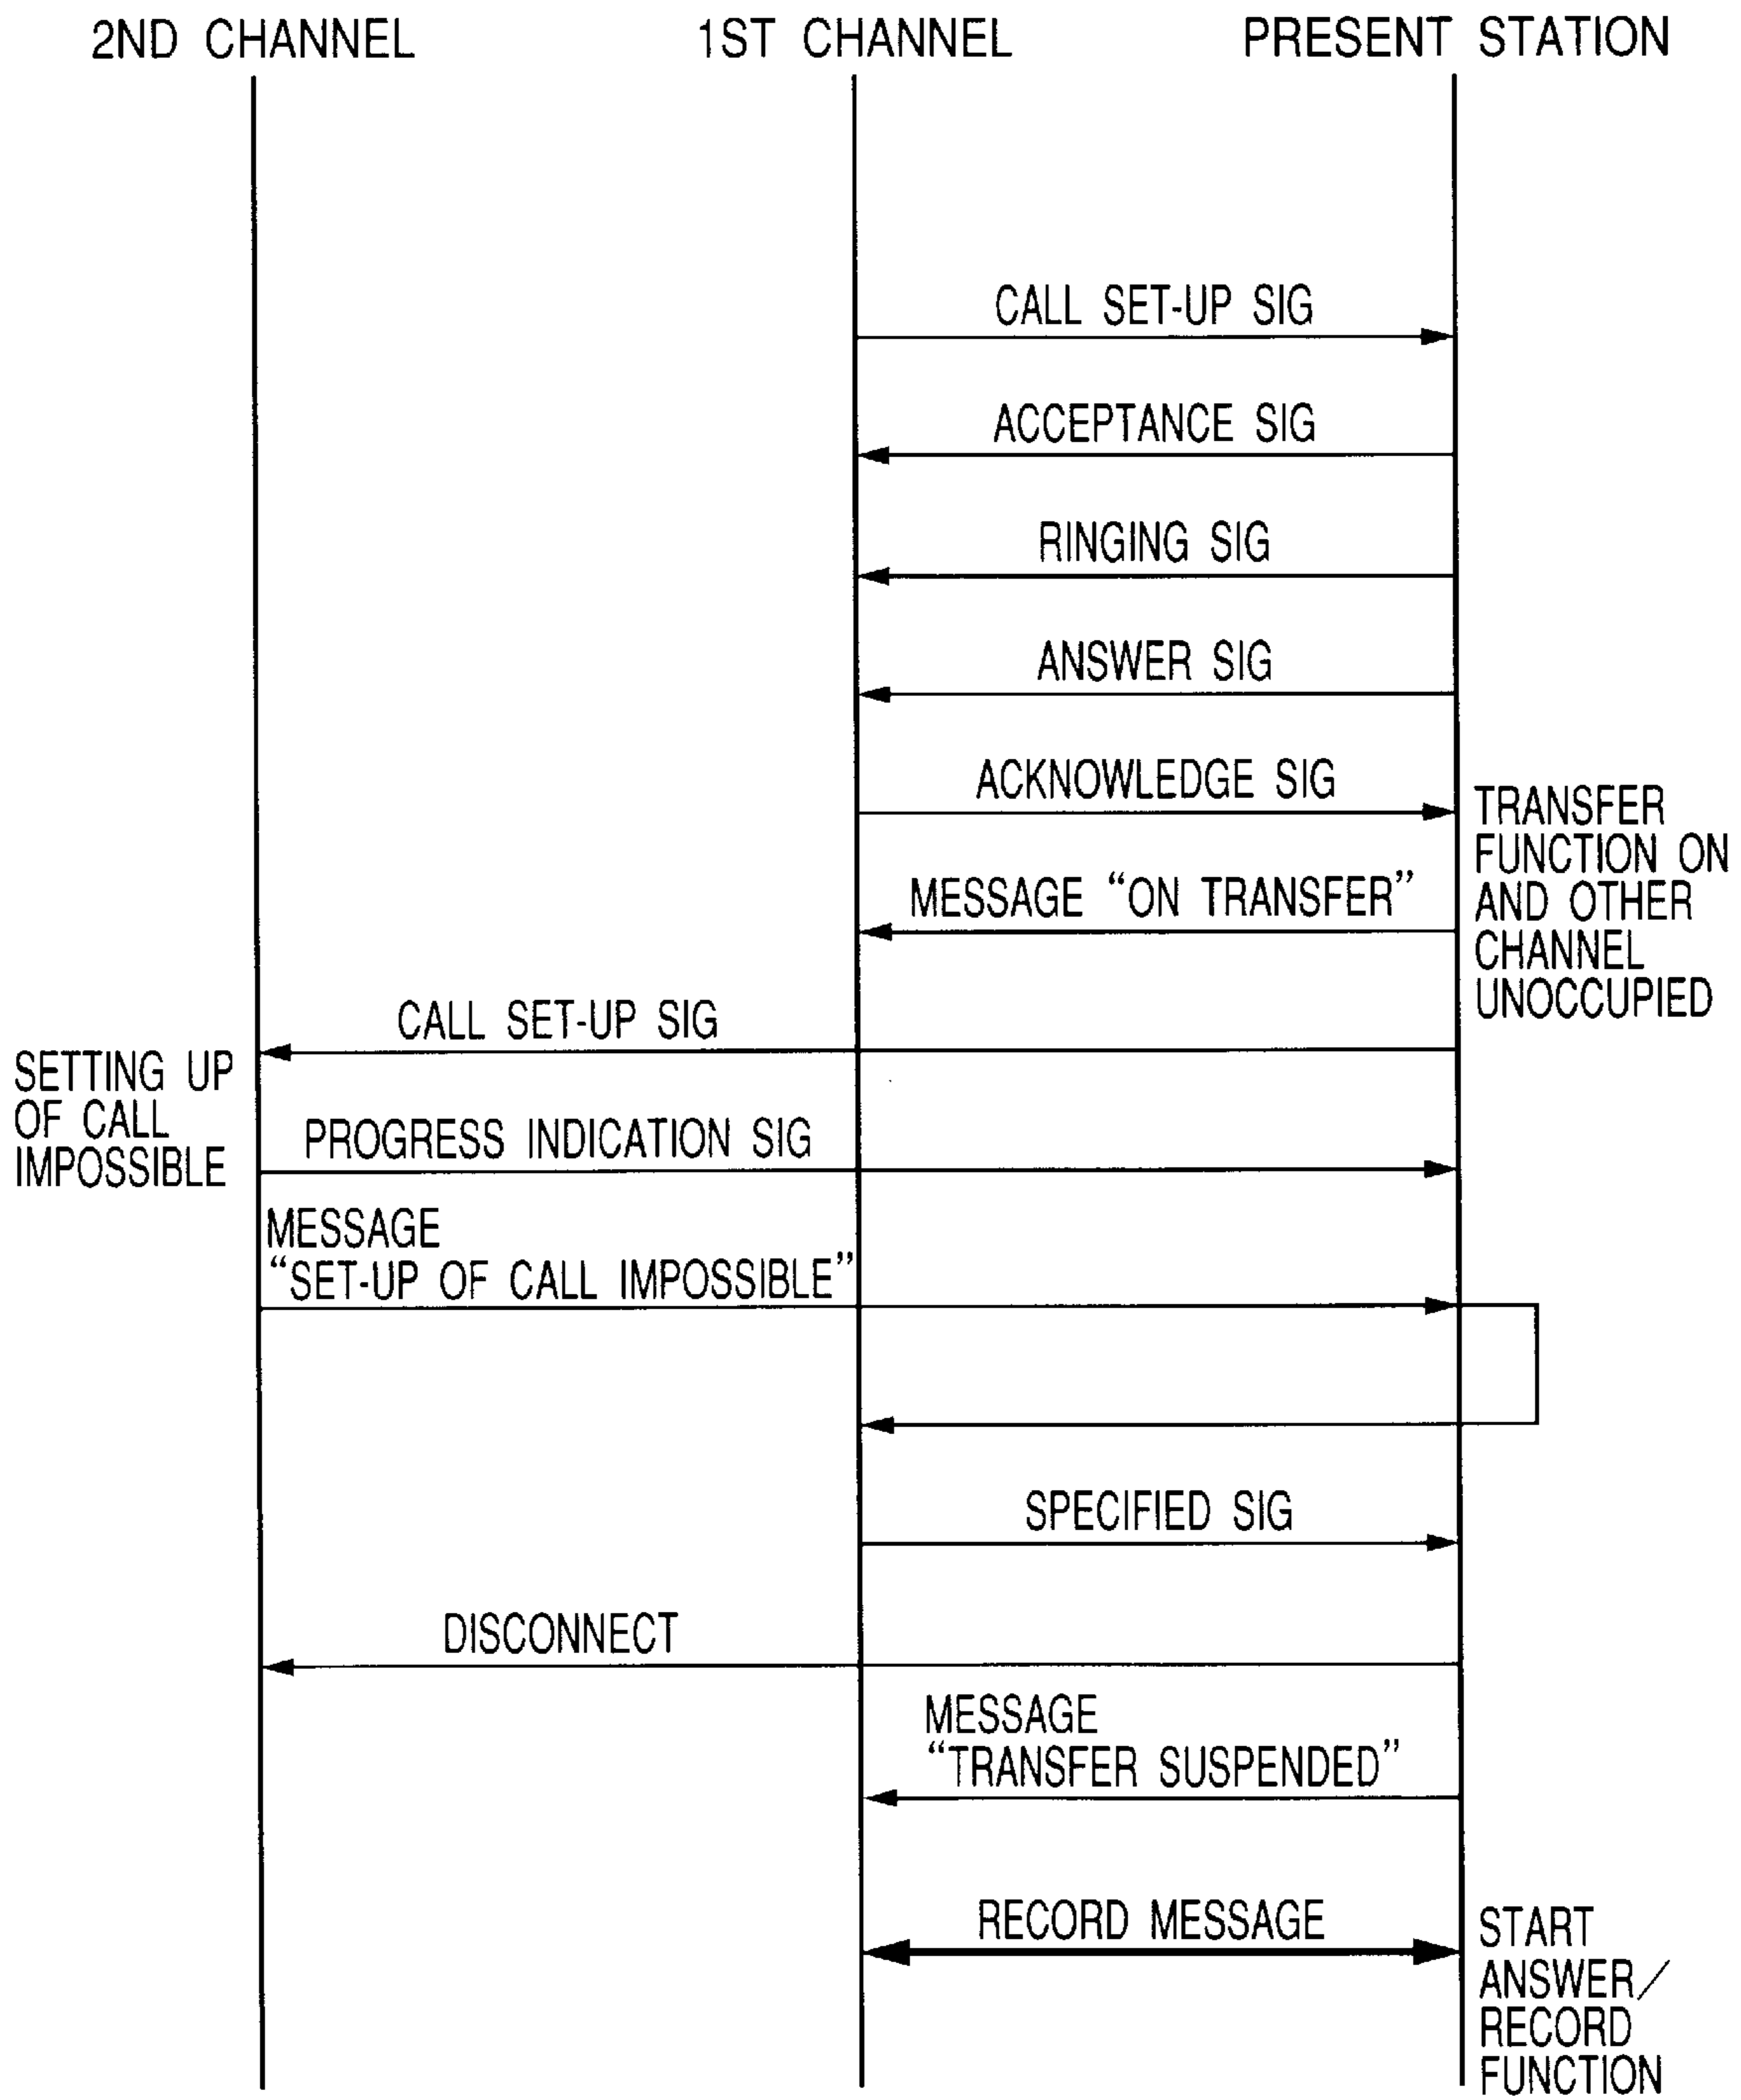 2ND CHANNEL
1ST CHANNEL
PRESENT STATION
CALL SET-UP SIG
ACCEPTANCE SIG
RINGING SIG
ANSWER SIG
ACKNOWLEDGE SIG
TRANSFER
FUNCTION ON
AND OTHER
CHANNEL
UNOCCUPIED
MESSAGE “ON TRANSFER”
CALL SET-UP SIG
SETTING UP
OF CALL
IMPOSSIBLE
PROGRESS INDICATION SIG
MESSAGE
“SET-UP OF CALL IMPOSSIBLE”
SPECIFIED SIG
DISCONNECT
MESSAGE
“TRANSFER SUSPENDED”
RECORD MESSAGE
START
ANSWER/
RECORD
FUNCTION